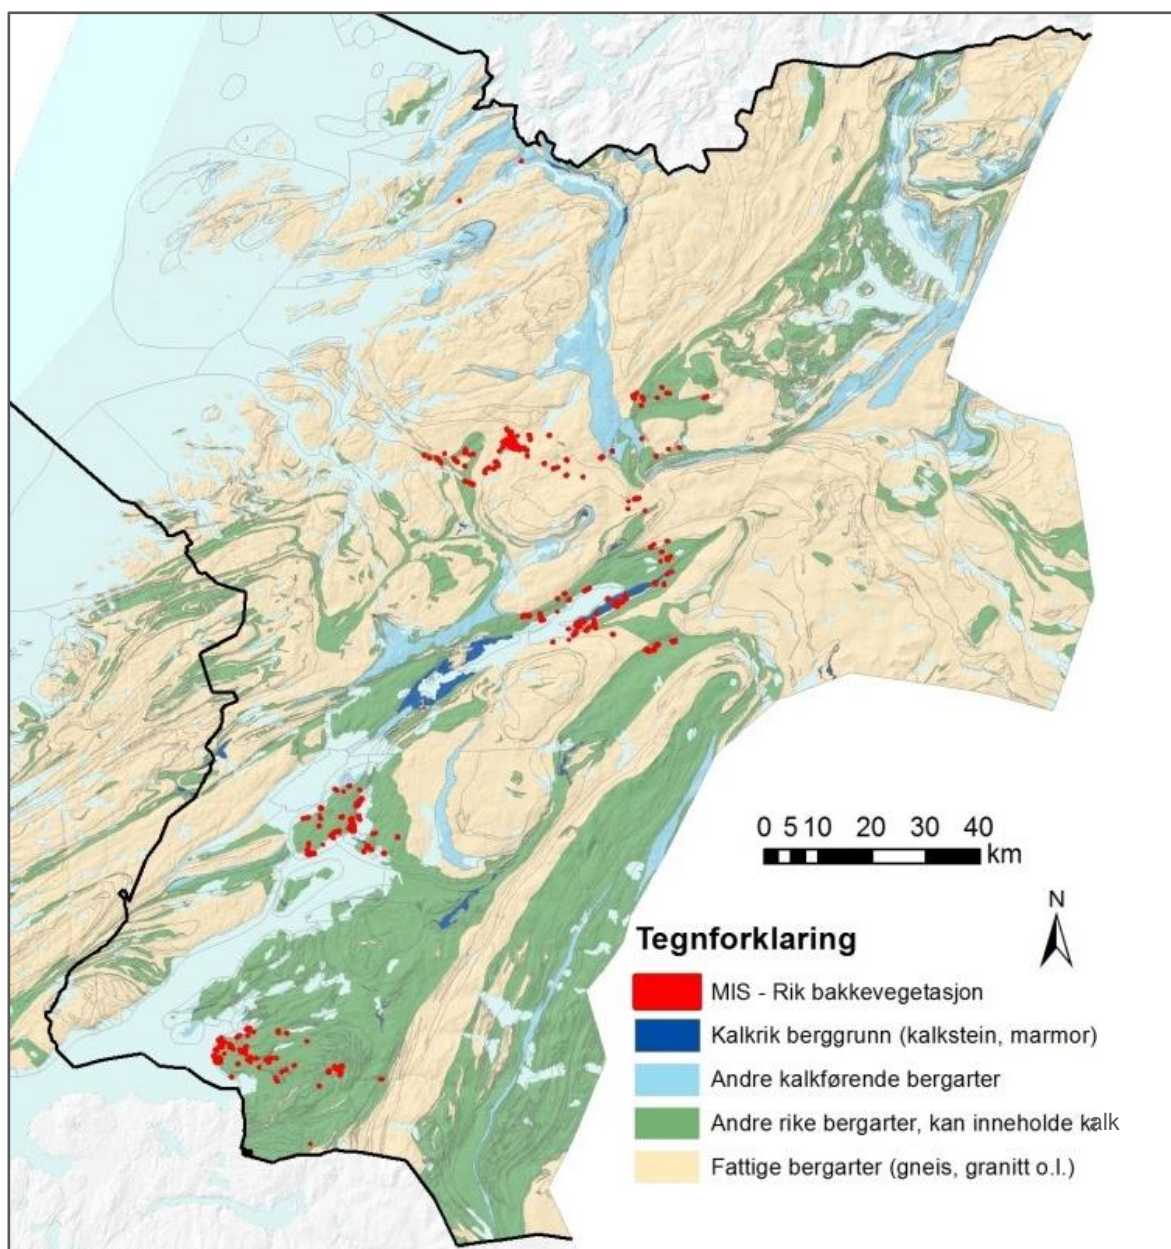 0 5 10 20 30 40
km
N
Tegnforklaring
MIS - Rik bakkevegetasjon
Kalkrik berggrunn (kalkstein, marmor)
Andre kalkførende bergarter
Andre rike bergarter, kan inneholde kalk
Fattige bergarter (gneis, granitt o.l.)